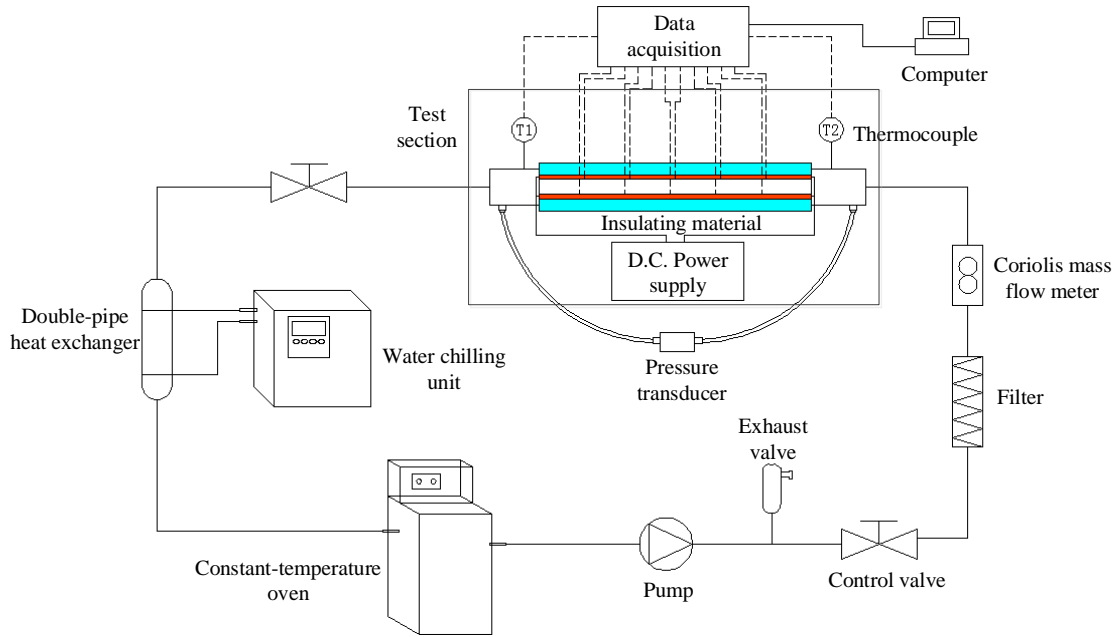 Data
acquisition
Computer
Test
section
T1
T2
Thermocouple
Insulating material
D.C. Power
supply
Coriolis mass
flow meter
Double-pipe
heat exchanger
Water chilling
unit
Pressure
transducer
Filter
Exhaust
valve
Constant-temperature
oven
Pump
Control valve